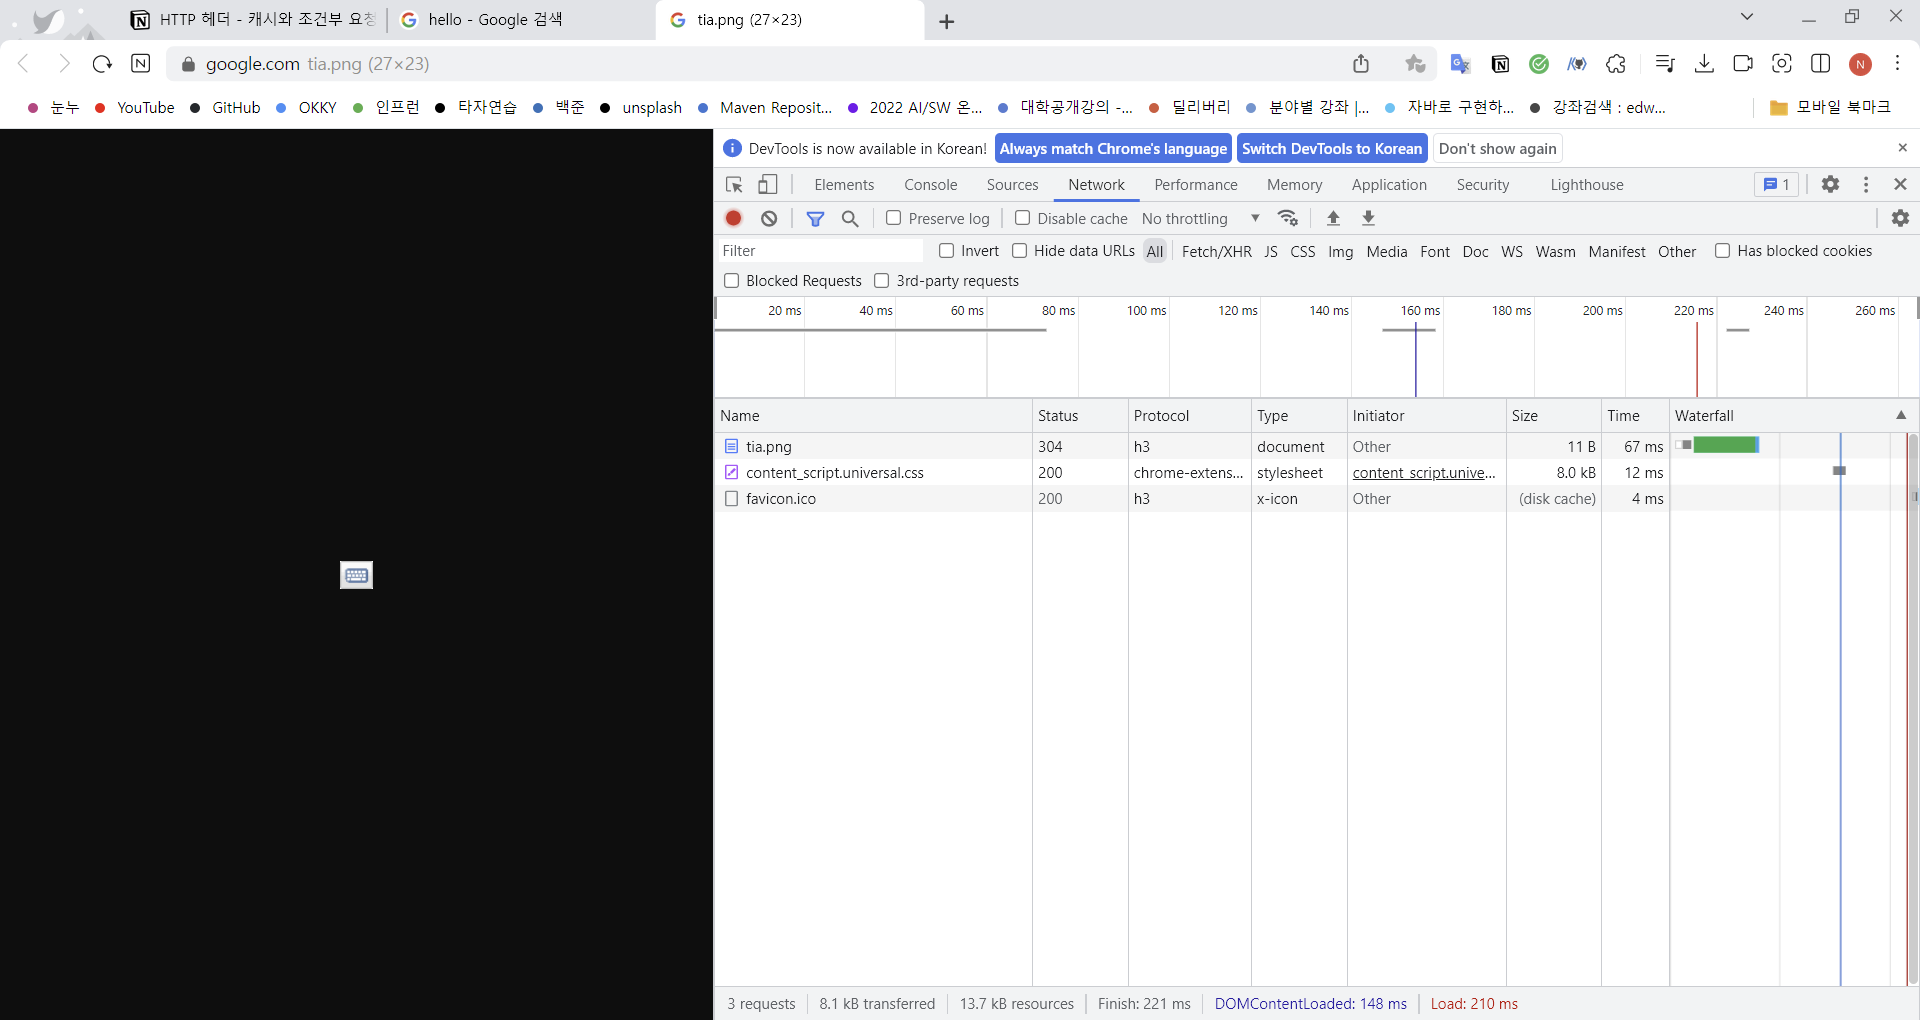 HTTP 헤더 - 캐시와 조건부 요청
hello - Google 검색
tia.png (27×23)
google.com tia.png (27×23)
N
눈누 YouTube GitHub OKKY 인프런 타자연습 백준 unsplash Maven Reposit... 2022 AI/SW 온... 대학공개강의 -... 딜리버리 분야별 강좌 |... 자바로 구현하... 강좌검색 : edw... 모바일 북마크
DevTools is now available in Korean! Always match Chrome's language Switch DevTools to Korean Don't show again
Elements Console Sources Network Performance Memory Application Security Lighthouse 1
Preserve log Disable cache No throttling
Filter Invert Hide data URLs All Fetch/XHR JS CSS Img Media Font Doc WS Wasm Manifest Other Has blocked cookies
Blocked Requests 3rd-party requests
20 ms 40 ms 60 ms 80 ms 100 ms 120 ms 140 ms 160 ms 180 ms 200 ms 220 ms 240 ms 260 ms
Name Status Protocol Type Initiator Size Time Waterfall
tia.png 304 h3 document Other 11 B 67 ms
content_script.universal.css 200 chrome-extens... stylesheet content_script.unive... 8.0 kB 12 ms
favicon.ico 200 h3 x-icon Other (disk cache) 4 ms
3 requests 8.1 kB transferred 13.7 kB resources Finish: 221 ms DOMContentLoaded: 148 ms Load: 210 ms